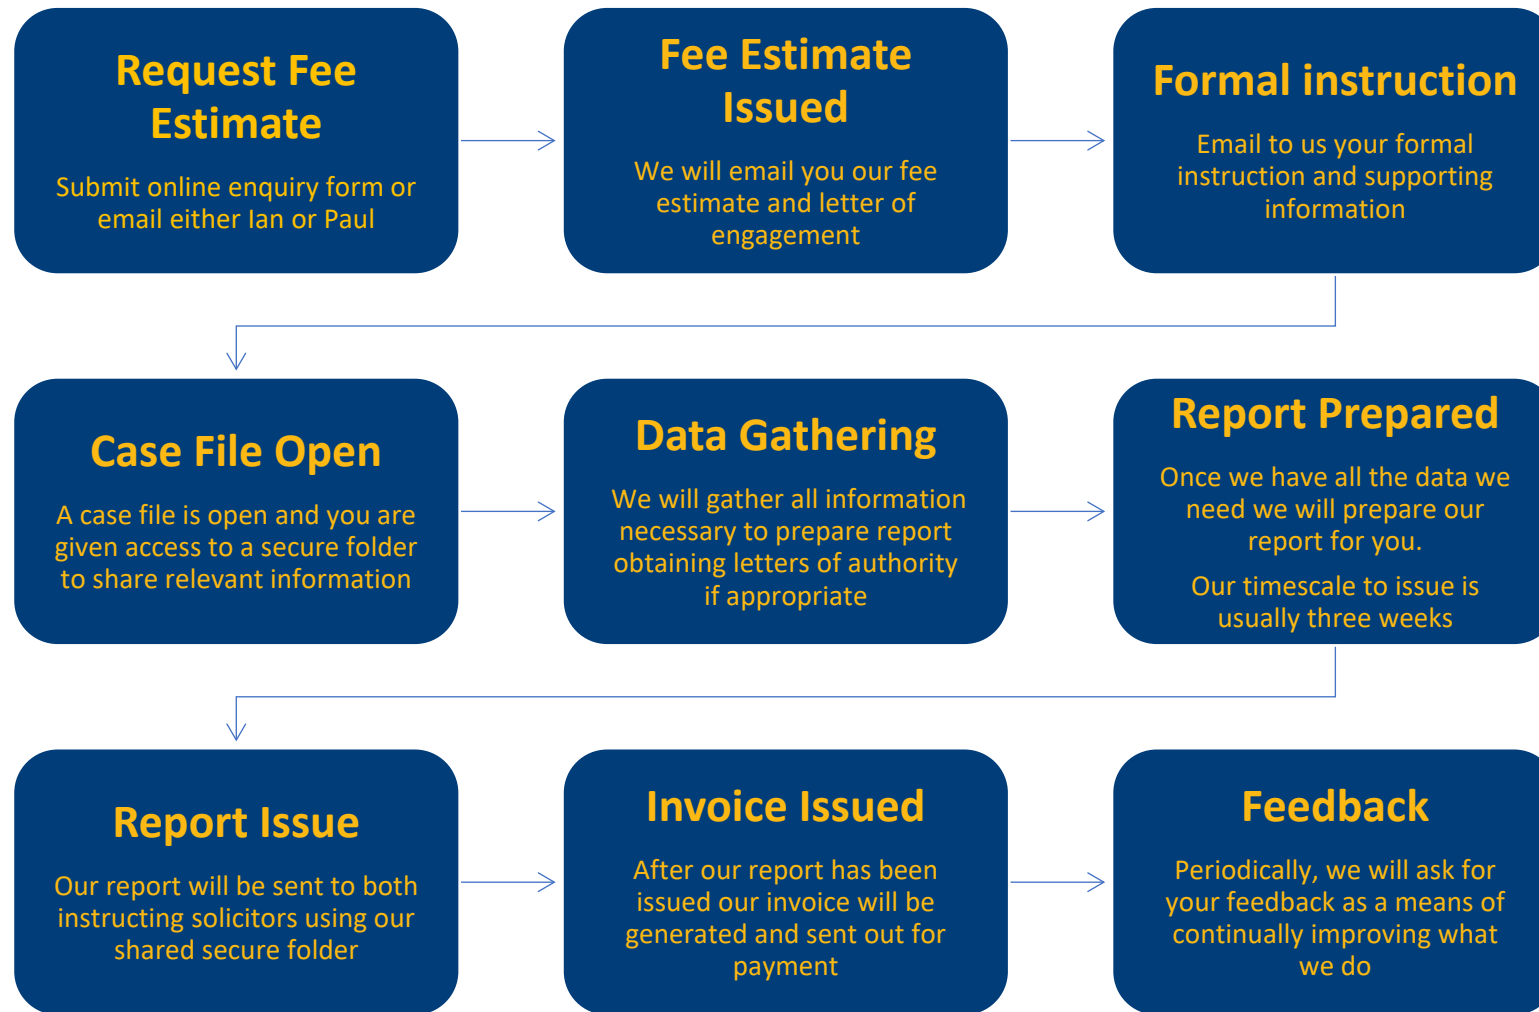 Request Fee
Estimate
Submit online enquiry form or
email either Ian or Paul
Fee Estimate
Issued
We will email you our fee
estimate and letter of
engagement
Formal instruction
Email to us your formal
instruction and supporting
information
Case File Open
A case file is open and you are
given access to a secure folder
to share relevant information
Data Gathering
We will gather all information
necessary to prepare report
obtaining letters of authority
if appropriate
Report Prepared
Once we have all the data we
need we will prepare our
report for you.
Our timescale to issue is
usually three weeks
Report Issue
Our report will be sent to both
instructing solicitors using our
shared secure folder
Invoice Issued
After our report has been
issued our invoice will be
generated and sent out for
payment
Feedback
Periodically, we will ask for
your feedback as a means of
continually improving what
we do